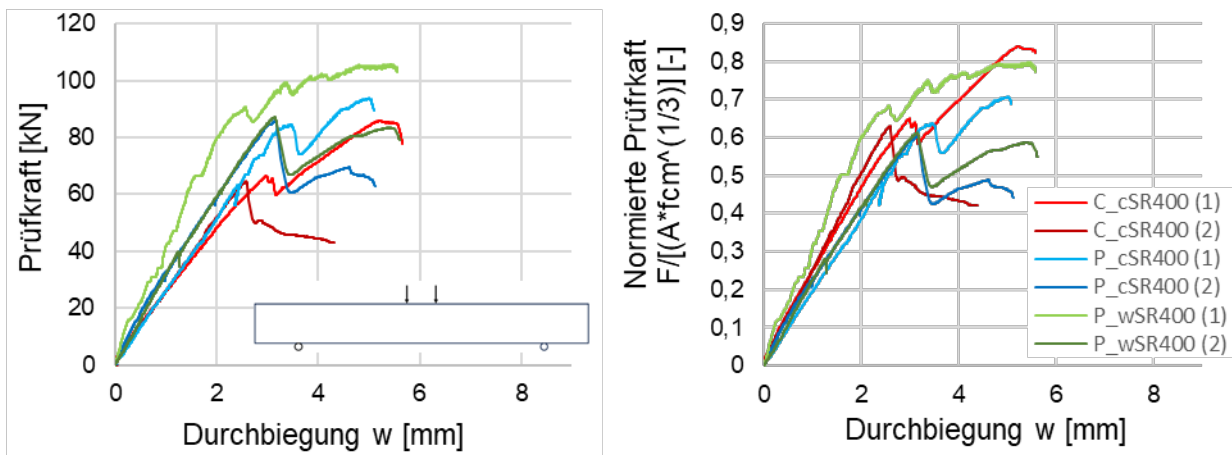 120
100
80
60
40
20
0
Prüfkraft [kN]
0 2 4 6 8
Durchbiegung w [mm]
0,9
0,8
0,7
0,6
0,5
0,4
0,3
0,2
0,1
0
Normierte Prüfrkaft
F/[(A*fcm^(1/3)] [-]
0 2 4 6 8
Durchbiegung w [mm]
C_cSR400 (1)
C_cSR400 (2)
P_cSR400 (1)
P_cSR400 (2)
P_wSR400 (1)
P_wSR400 (2)